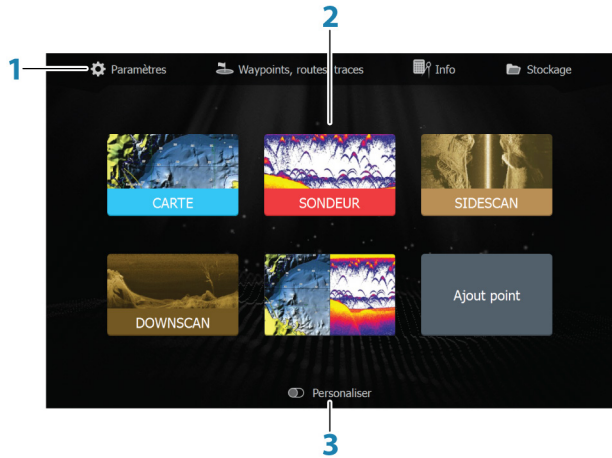 2
1
Paramètres
Waypoints, routes, traces
Info
Stockage
CARTE
SONDEUR
SIDESCAN
DOWNSCAN
Ajout point
Personaliser
3